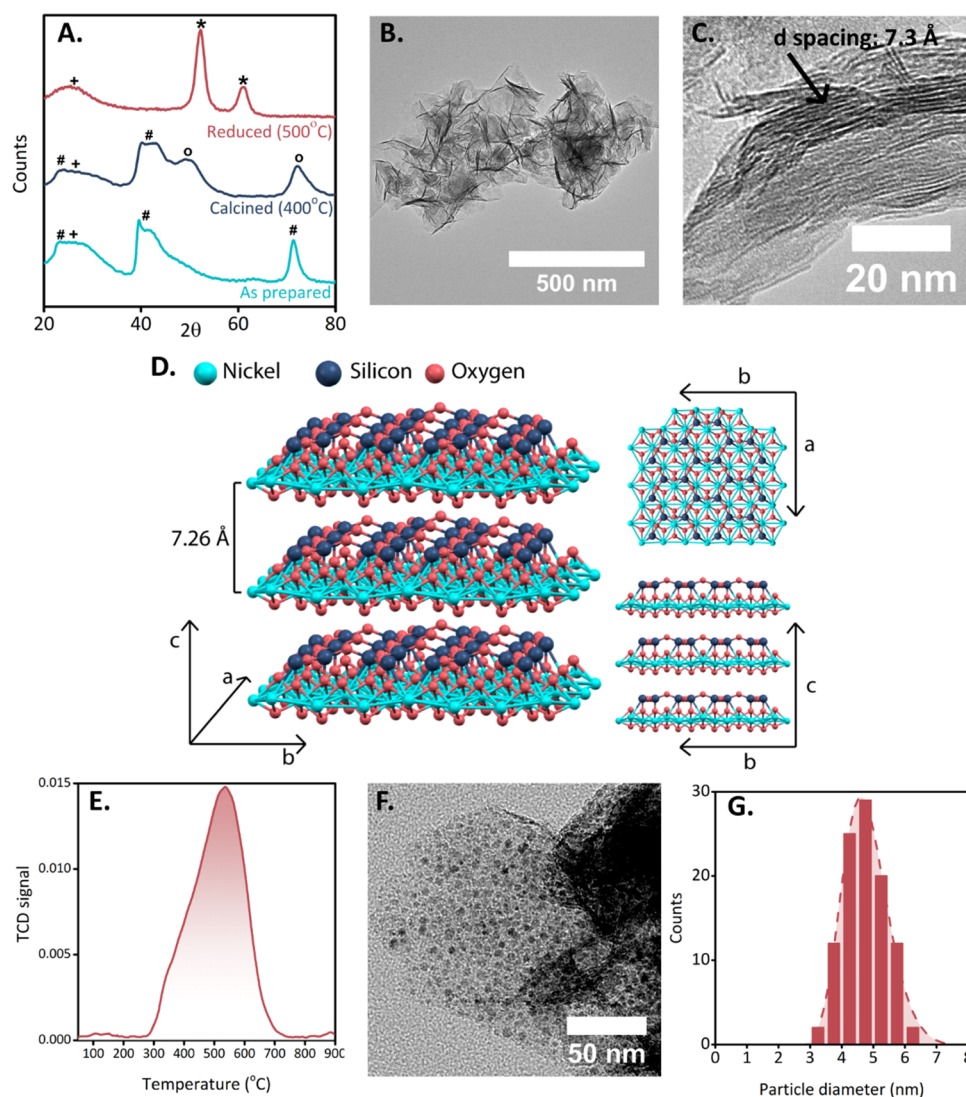 A.
*
*
+
Reduced (500°C)
# +
#
o
o
Calcined (400°C)
# +
#
#
As prepared
Counts
20
40
60
80
2θ
B.
500 nm
C.
d spacing: 7.3 Å
20 nm
D.
Nickel
Silicon
Oxygen
7.26 Å
c
a
b
b
a
c
b
E.
0.015
0.010
0.005
0.000
TCD signal
100 200 300 400 500 600 700 800 900
Temperature (°C)
F.
50 nm
G.
30
20
10
0
Counts
0 1 2 3 4 5 6 7 8
Particle diameter (nm)